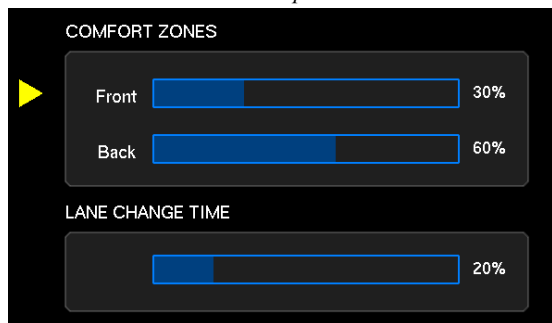 COMFORT ZONES
Front 30%
Back 60%
LANE CHANGE TIME
20%